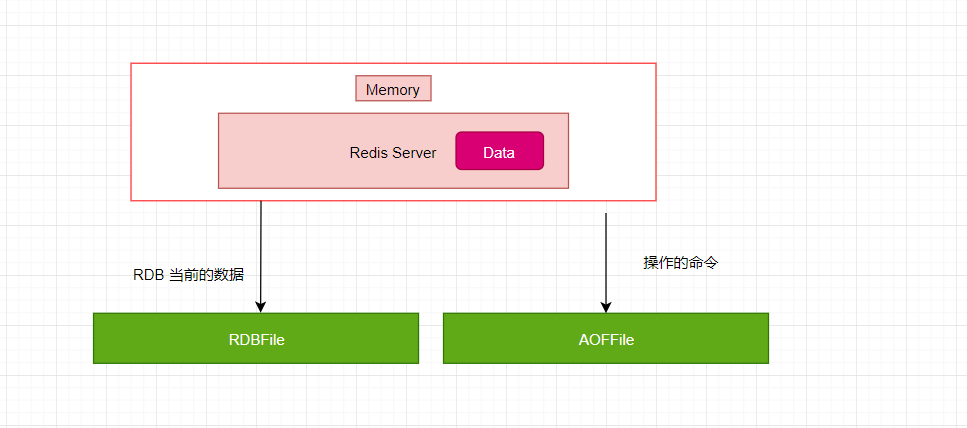 Memory
Redis Server
Data
RDB 当前的数据
操作的命令
RDBFile
AOFFile